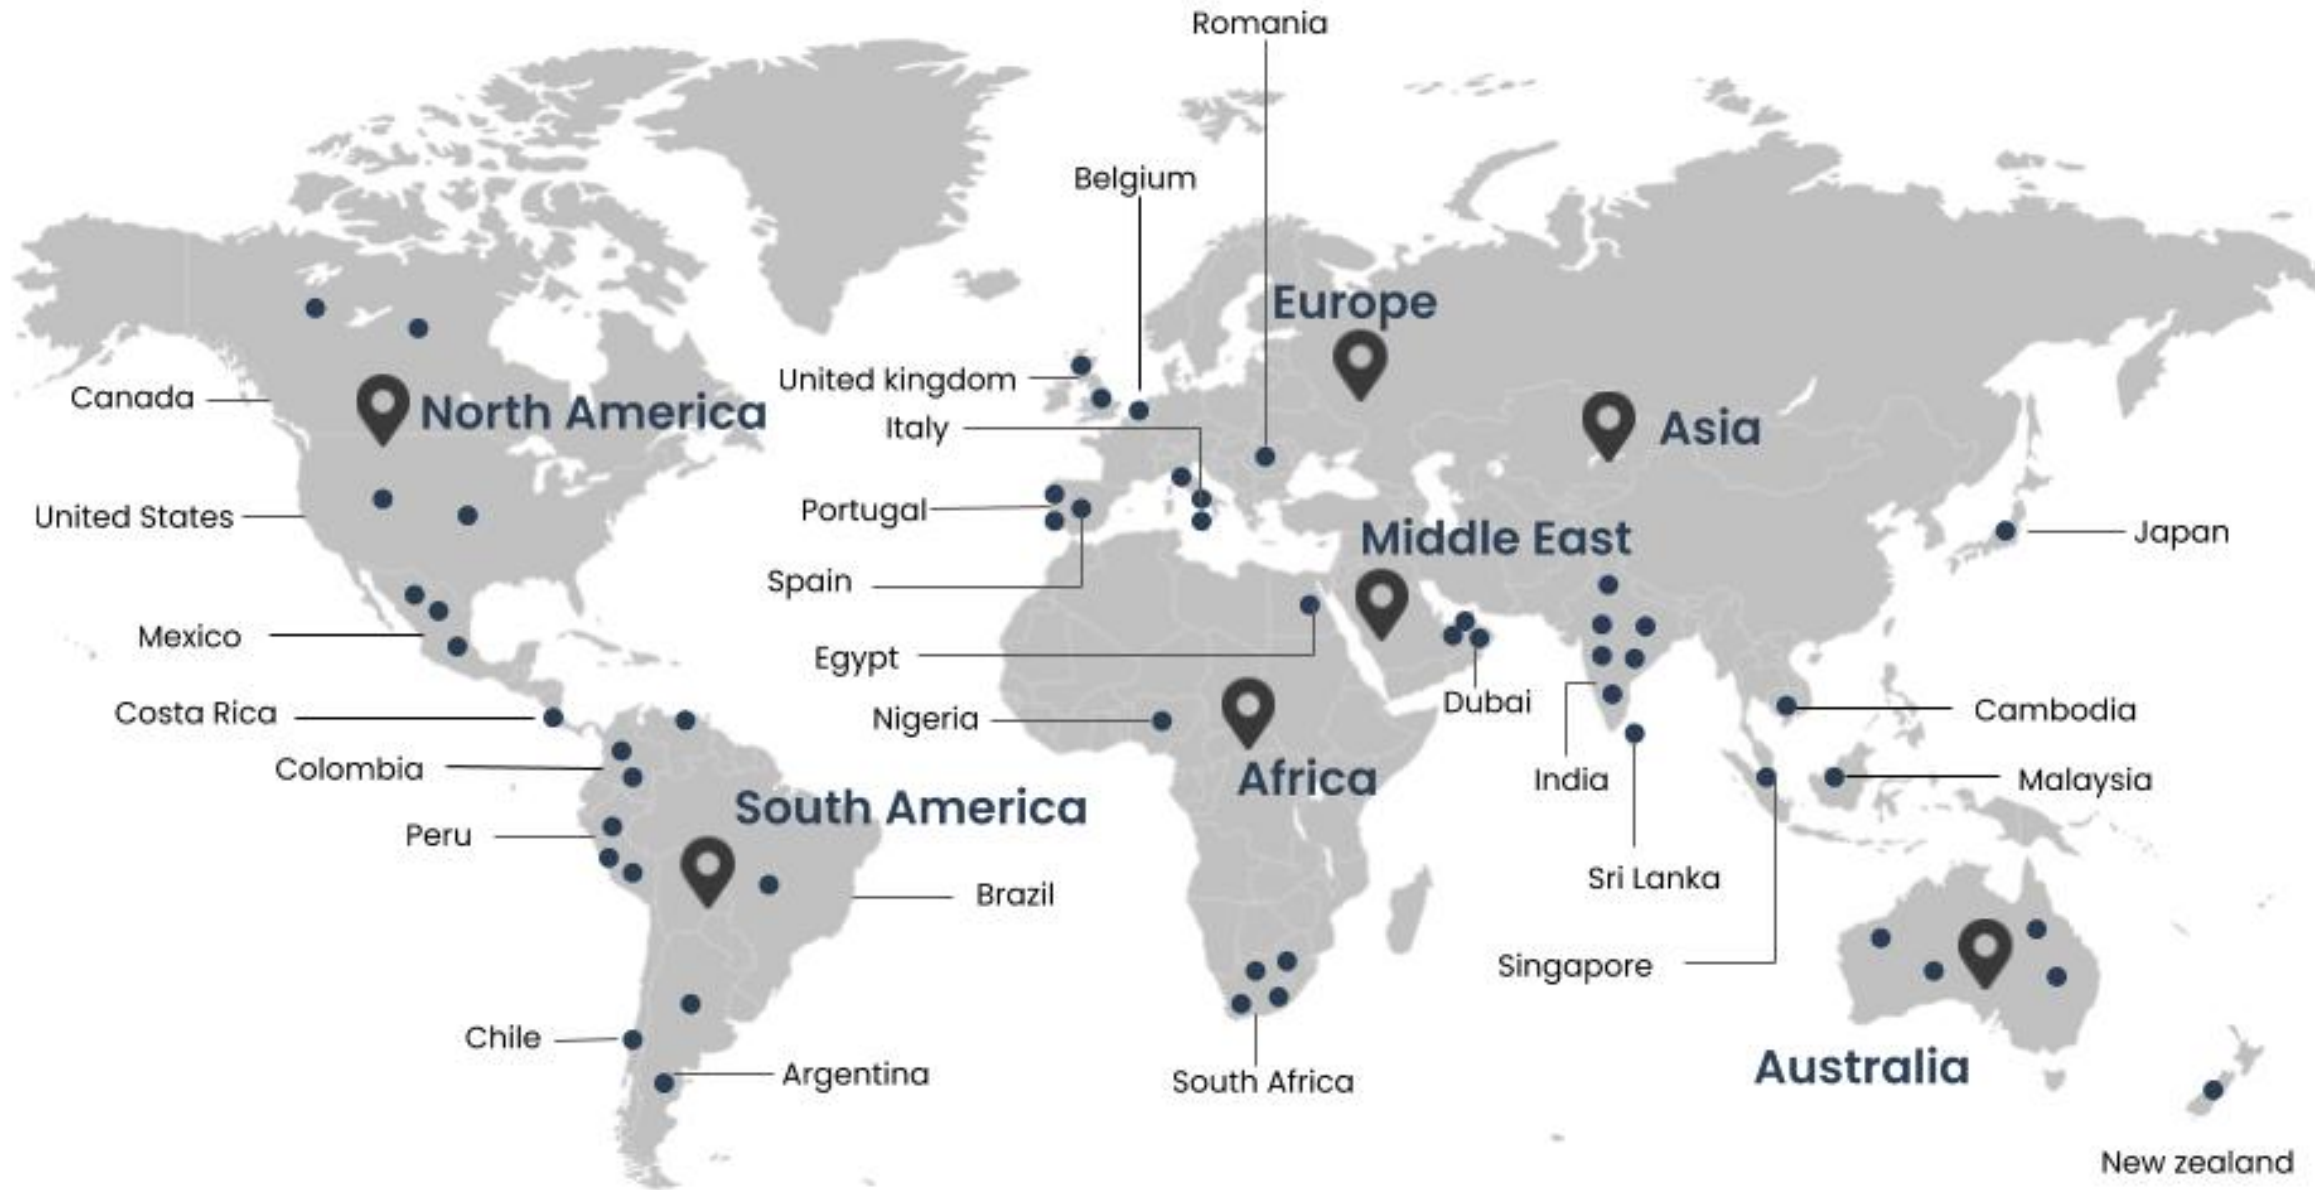 Romania
Belgium
Europe
United kingdom
Canada
North America
Italy
Asia
Portugal
United States
Middle East
Japan
Spain
Mexico
Egypt
Dubai
Costa Rica
Nigeria
Cambodia
Colombia
Africa
India
Malaysia
South America
Peru
Sri Lanka
Brazil
Singapore
Chile
Argentina
South Africa
Australia
New zealand